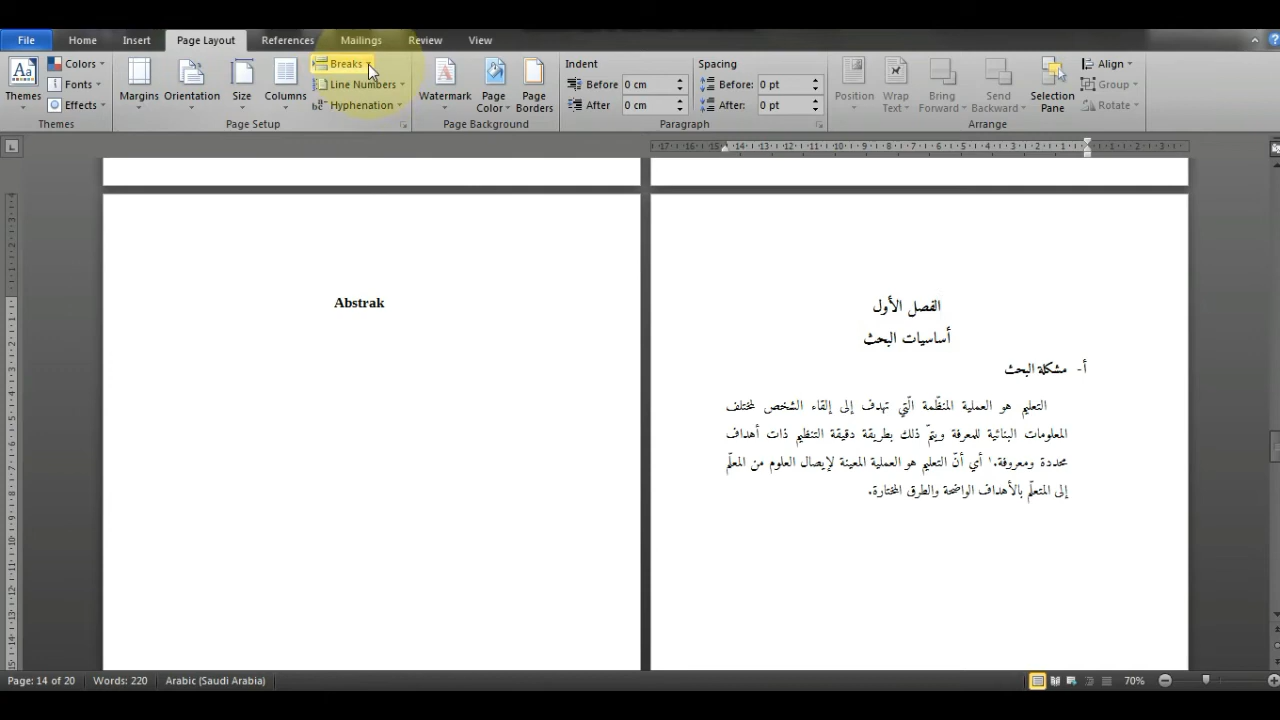 File Home Insert Page Layout References Mailings Review View
Colors Breaks Indent Spacing Align
Fonts Line Numbers Before 0 cm Before: 0 pt Group
Themes Margins Orientation Size Columns Watermark Page Color Page Borders Position Wrap Text Bring Forward Send Backward Selection Pane
Effects Hyphenation After 0 cm After: 0 pt Rotate
Themes Page Setup Page Background Paragraph Arrange
Abstrak
الفصل الأول
أساسيات البحث
أ- مشكلة البحث
التعليم هو العملية المنظّمة الّتي تهدف إلى إلقاء الشخص لمختلف
المعلومات البنائية للمعرفة ويتمّ ذلك بطريقة دقيقة التنظيم ذات أهداف
محددة ومعروفة.١ أي أنّ التعليم هو العملية المعينة لإيصال العلوم من المعلّم
إلى المتعلّم بالأهداف الواضحة والطرق المختارة.
Page: 14 of 20 Words: 220 Arabic (Saudi Arabia) 70%